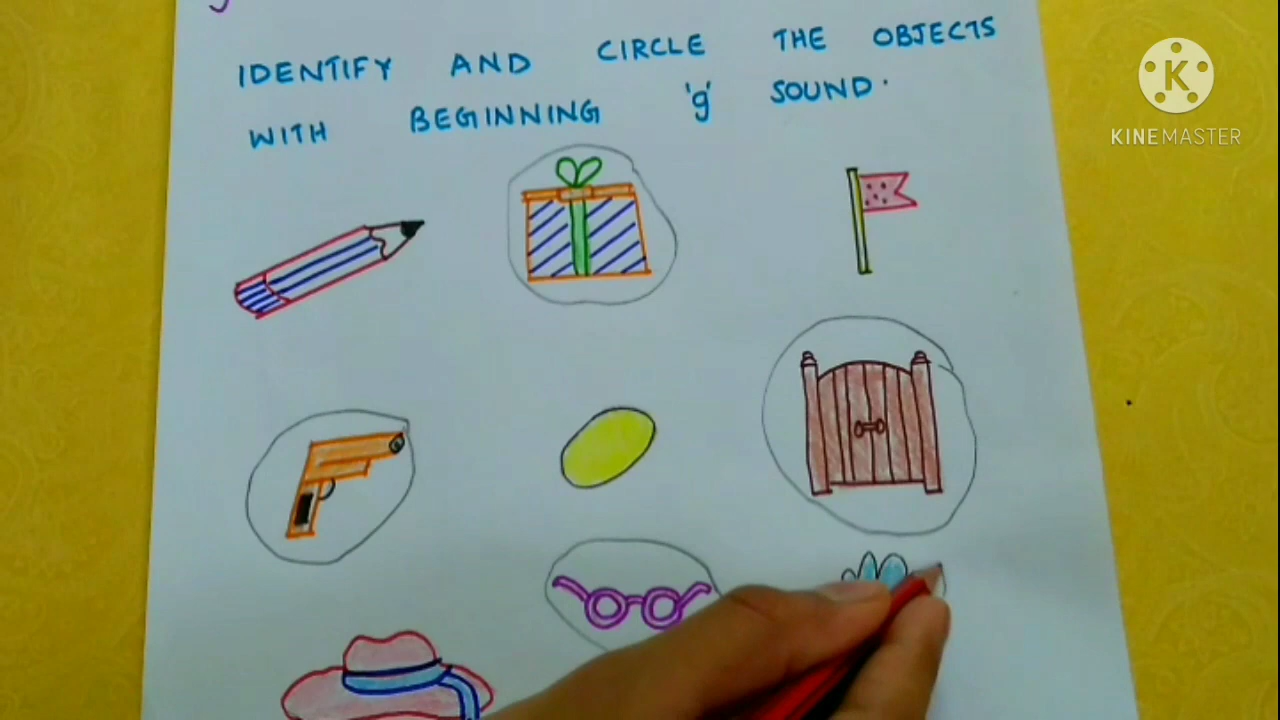 IDENTIFY AND CIRCLE THE OBJECTS
WITH BEGINNING 'g' SOUND.
K
KINEMASTER